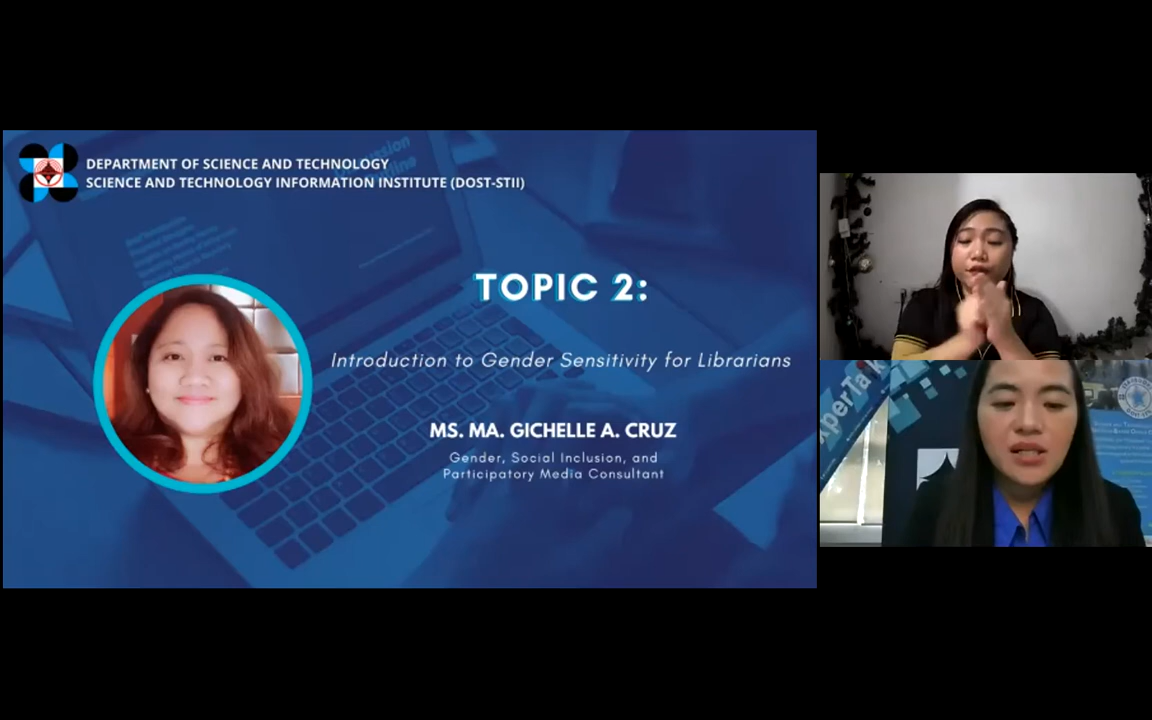 DEPARTMENT OF SCIENCE AND TECHNOLOGY
SCIENCE AND TECHNOLOGY INFORMATION INSTITUTE (DOST-STII)
TOPIC 2:
Introduction to Gender Sensitivity for Librarians
MS. MA. GICHELLE A. CRUZ
Gender, Social Inclusion, and
Participatory Media Consultant